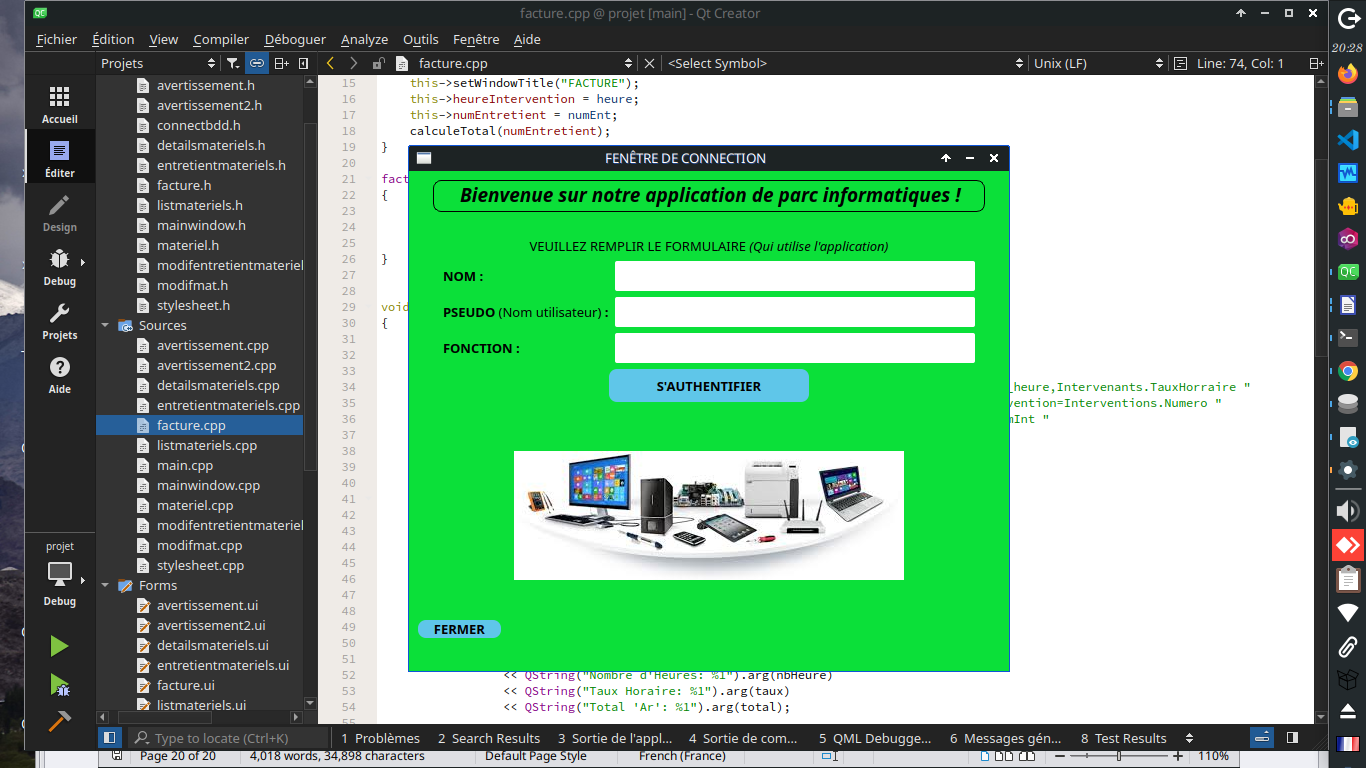 facture.cpp @ projet [main] - Qt Creator
Fichier Édition View Compiler Déboguer Analyze Outils Fenêtre Aide
20:28
Projets
facture.cpp
<Select Symbol>
Unix (LF)
Line: 74, Col: 1
Accueil
Éditer
Design
Debug
Projets
Aide
projet
Debug
avertissement.h
avertissement2.h
connectbdd.h
detailsmateriels.h
entretientmateriels.h
facture.h
listmateriels.h
mainwindow.h
materiel.h
modifentretientmateriel
modifmat.h
stylesheet.h
Sources
avertissement.cpp
avertissement2.cpp
detailsmateriels.cpp
entretientmateriels.cpp
facture.cpp
listmateriels.cpp
main.cpp
mainwindow.cpp
materiel.cpp
modifentretientmateriel
modifmat.cpp
stylesheet.cpp
Forms
avertissement.ui
avertissement2.ui
detailsmateriels.ui
entretientmateriels.ui
facture.ui
listmateriels.ui
15 this->setWindowTitle("FACTURE");
16 this->heureIntervention = heure;
17 this->numEntretient = numEnt;
18 calculeTotal(numEntretient);
19 }
20
21 fact
22 {
23
24
25
26 }
27
28
29 void
30 {
31
32
33
34 _heure,Intervenants.TauxHorraire "
35 vention=Interventions.Numero "
36 mInt "
37
38
39
40
41
42
43
44
45
46
47
48
49
50
51
52 << QString("Nombre d'Heures: %1").arg(nbHeure)
53 << QString("Taux Horaire: %1").arg(taux)
54 << QString("Total 'Ar': %1").arg(total);
55
FENÊTRE DE CONNECTION
Bienvenue sur notre application de parc informatiques !
VEUILLEZ REMPLIR LE FORMULAIRE (Qui utilise l'application)
NOM :
PSEUDO (Nom utilisateur) :
FONCTION :
S'AUTHENTIFIER
FERMER
Type to locate (Ctrl+K)
1 Problèmes
2 Search Results
3 Sortie de l'appl...
4 Sortie de com...
5 QML Debugge...
6 Messages gén...
8 Test Results
Page 20 of 20
4,018 words, 34,898 characters
Default Page Style
French (France)
110%